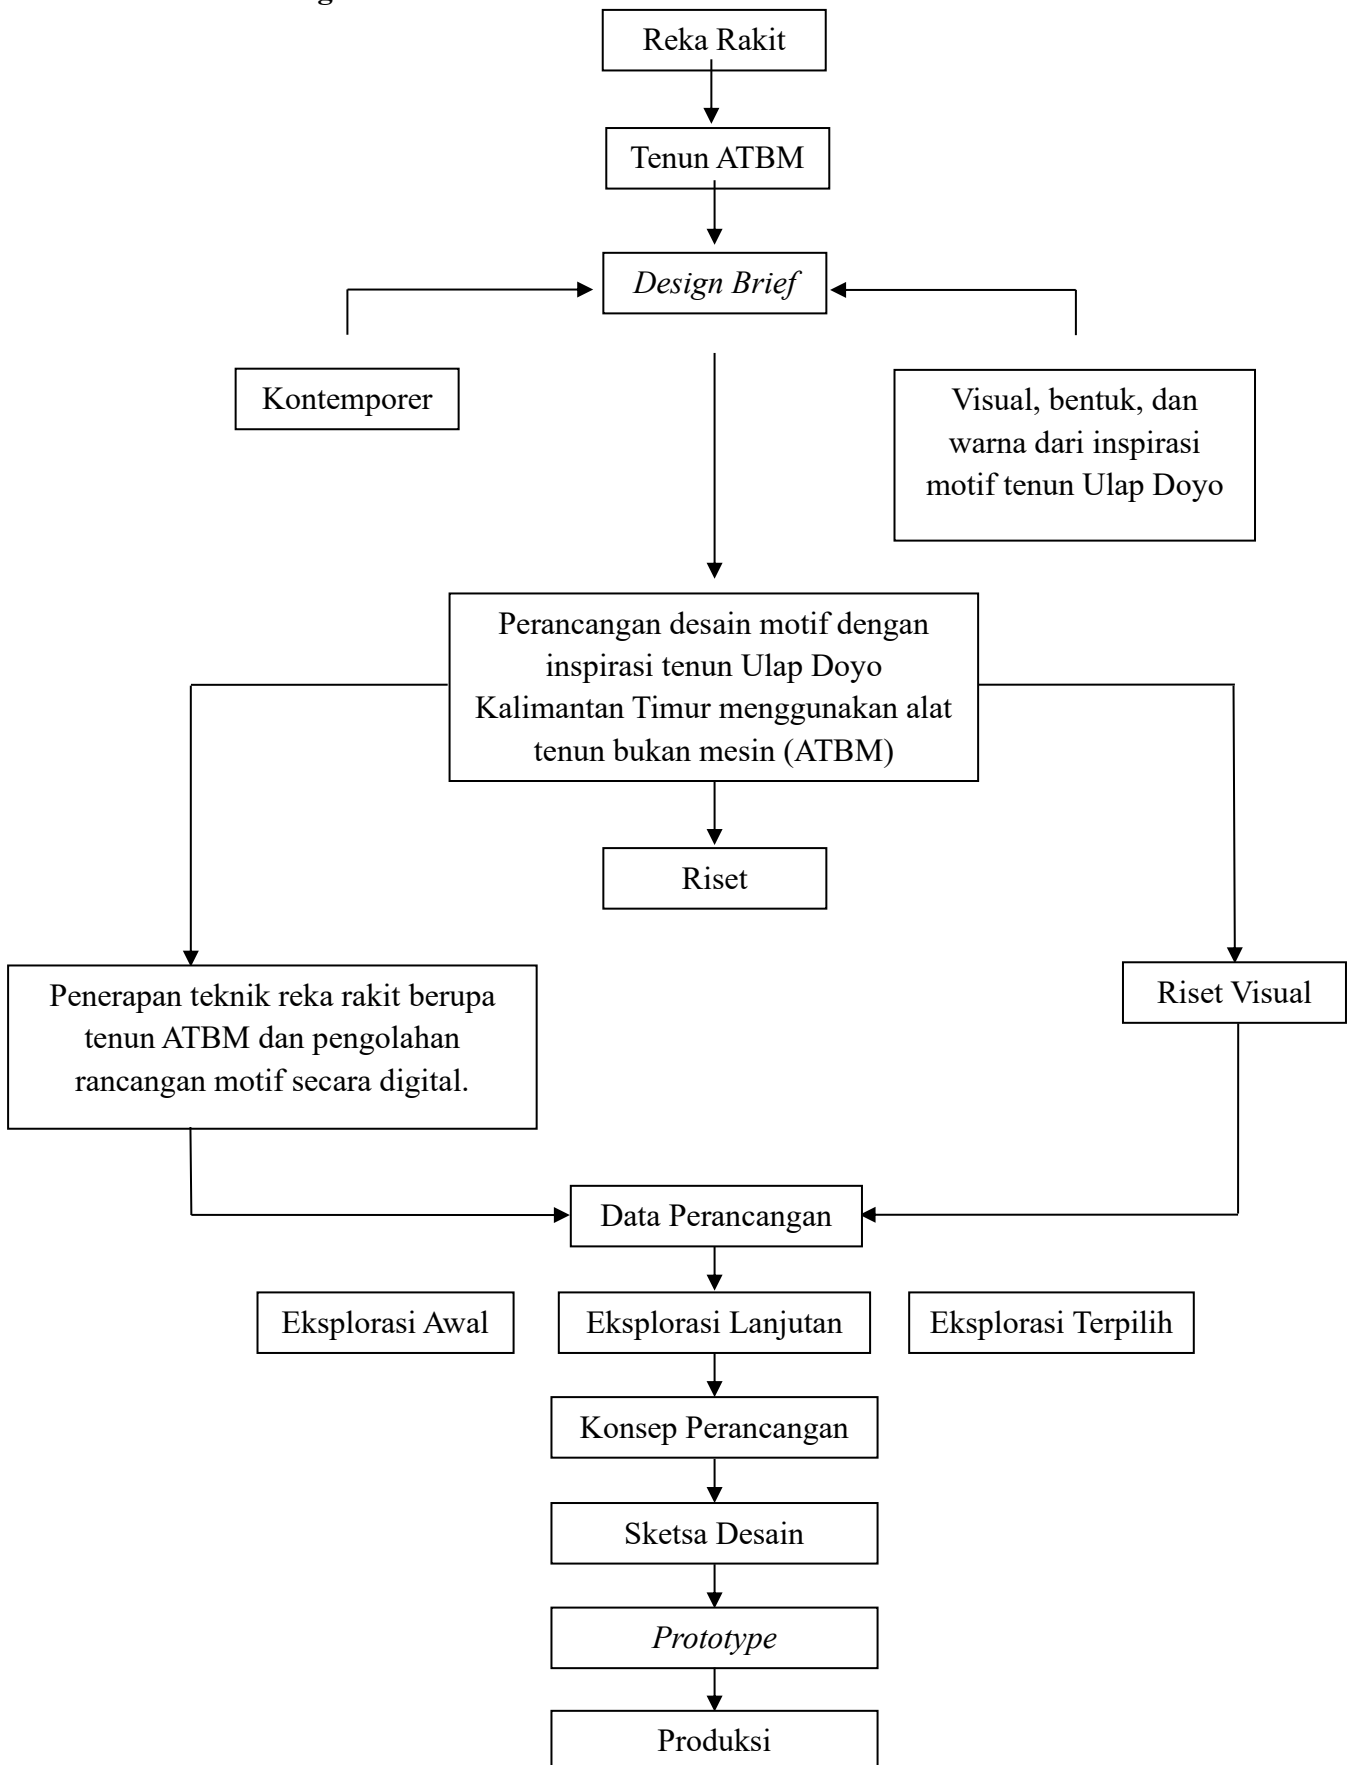 Reka Rakit
Tenun ATBM
Design Brief
Kontemporer
Visual, bentuk, dan
warna dari inspirasi
motif tenun Ulap Doyo
Perancangan desain motif dengan
inspirasi tenun Ulap Doyo
Kalimantan Timur menggunakan alat
tenun bukan mesin (ATBM)
Riset
Penerapan teknik reka rakit berupa
tenun ATBM dan pengolahan
rancangan motif secara digital.
Riset Visual
Data Perancangan
Eksplorasi Awal
Eksplorasi Lanjutan
Eksplorasi Terpilih
Konsep Perancangan
Sketsa Desain
Prototype
Produksi